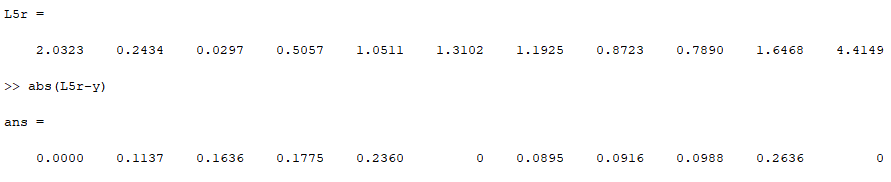 L5r =
2.0323 0.2434 0.0297 0.5057 1.0511 1.3102 1.1925 0.8723 0.7890 1.6468 4.4149
>> abs(L5r-y)
ans =
0.0000 0.1137 0.1636 0.1775 0.2360 0 0.0895 0.0916 0.0988 0.2636 0